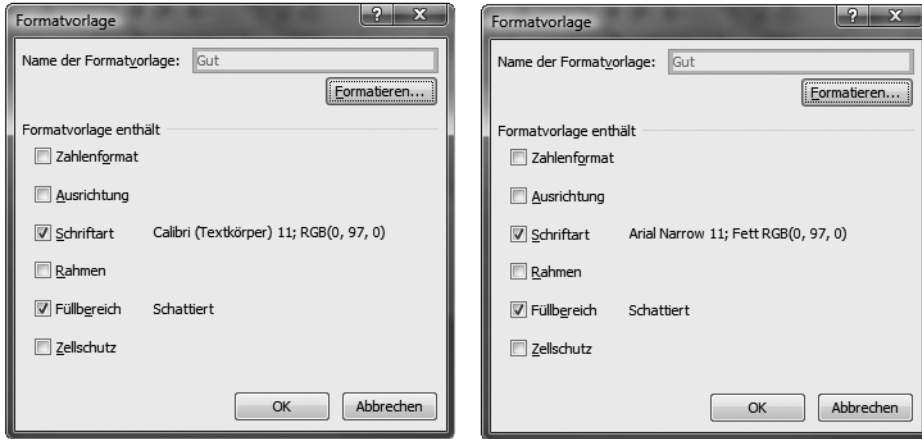 Formatvorlage
Name der Formatvorlage: Gut
Formatieren...
Formatvorlage enthält
Zahlenformat
Ausrichtung
Schriftart Calibri (Textkörper) 11; RGB(0, 97, 0)
Rahmen
Füllbereich Schattiert
Zellschutz
OK Abbrechen
Formatvorlage
Name der Formatvorlage: Gut
Formatieren...
Formatvorlage enthält
Zahlenformat
Ausrichtung
Schriftart Arial Narrow 11; Fett RGB(0, 97, 0)
Rahmen
Füllbereich Schattiert
Zellschutz
OK Abbrechen